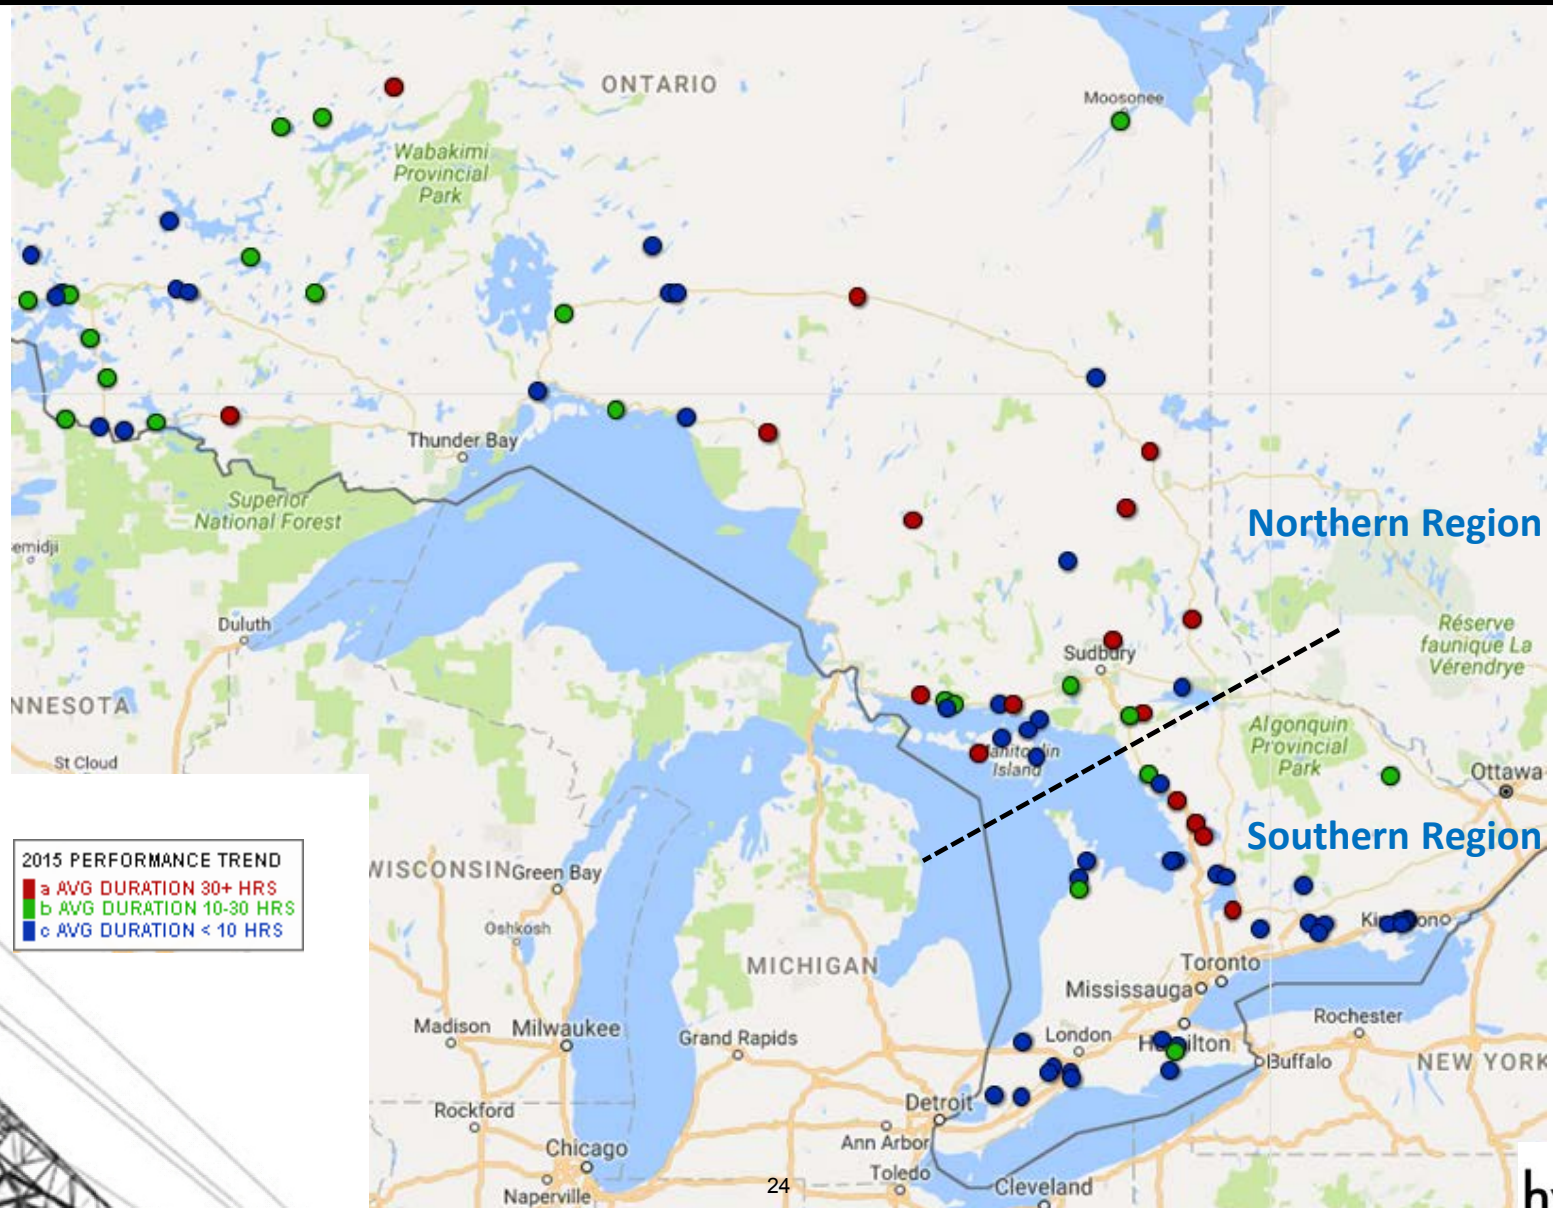 ONTARIO
Moosonee
Wabakimi
Provincial
Park
Thunder Bay
Superior
National Forest
Northern Region
emidji
Duluth
Réserve
faunique La
Vérendrye
Sudbury
NNESOTA
Algonquin
Provincial
Park
Manitoulin
Island
St Cloud
Ottawa
Southern Region
2015 PERFORMANCE TREND
a AVG DURATION 30+ HRS
b AVG DURATION 10-30 HRS
c AVG DURATION < 10 HRS
WISCONSIN
Green Bay
Oshkosh
MICHIGAN
Toronto
Mississauga
Madison
Milwaukee
Grand Rapids
London
Rochester
Buffalo
NEW YORK
Rockford
Detroit
Ann Arbor
Chicago
Toledo
24
Cleveland
Naperville